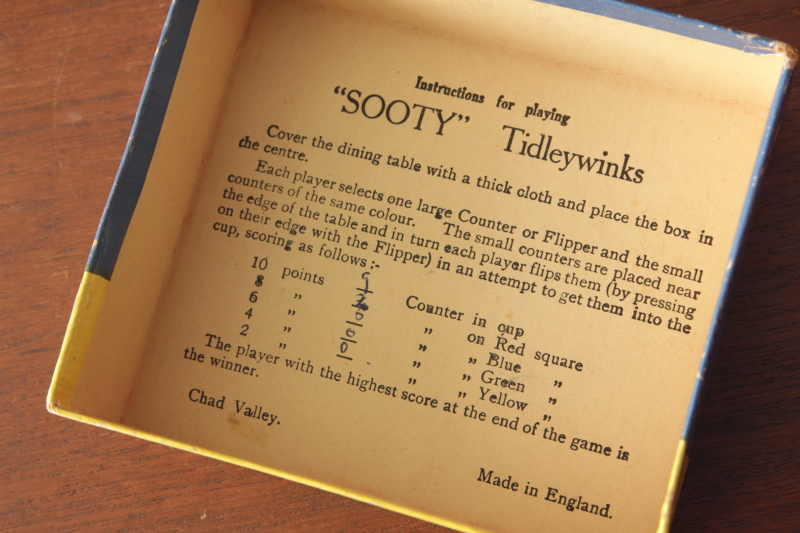 Instructions for playing
“SOOTY” Tidleywinks
Cover the dining table with a thick cloth and place the box in
the centre.
Each player selects one large Counter or Flipper and the small
counters of the same colour. The small counters are placed near
the edge of the table and in turn each player flips them (by pressing
on their edge with the Flipper) in an attempt to get them into the
cup, scoring as follows :-
10 points Counter in cup
8 „ „ on Red square
6 „ „ „ Blue „
4 „ „ „ Green „
2 „ „ „ Yellow „
The player with the highest score at the end of the game is
the winner.
Chad Valley.
Made in England.